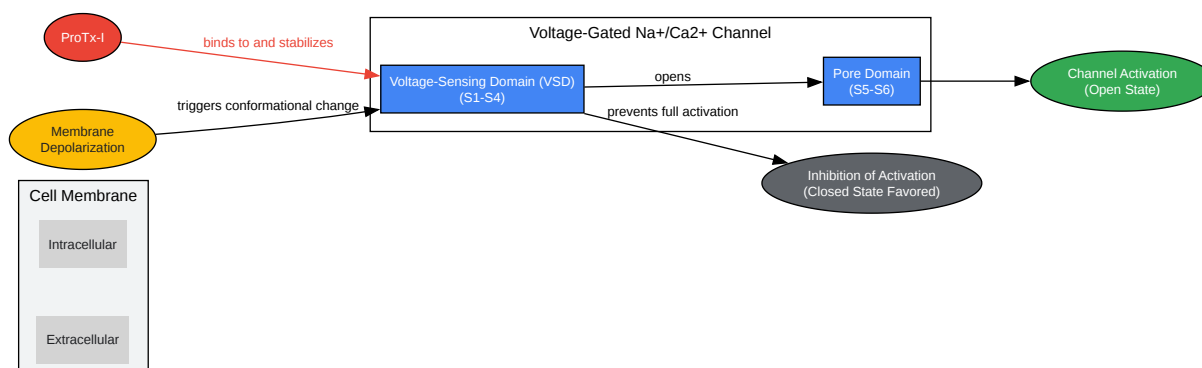 ProTx-I
binds to and stabilizes
Voltage-Gated Na+/Ca2+ Channel
Voltage-Sensing Domain (VSD)
(S1-S4)
opens
Pore Domain
(S5-S6)
Channel Activation
(Open State)
triggers conformational change
prevents full activation
Membrane
Depolarization
Inhibition of Activation
(Closed State Favored)
Cell Membrane
Intracellular
Extracellular